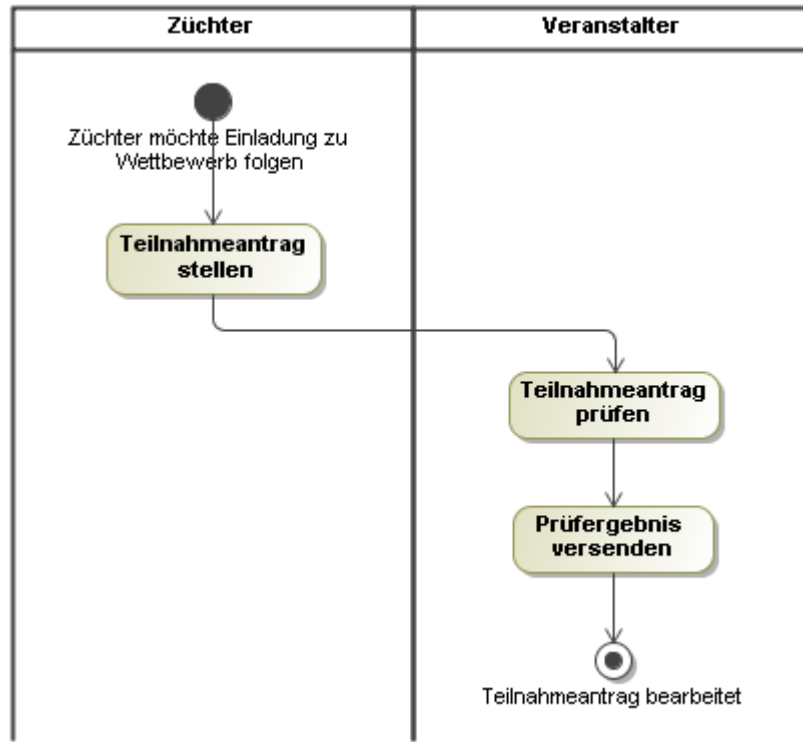 Züchter
Veranstalter
Züchter möchte Einladung zu
Wettbewerb folgen
Teilnahmeantrag
stellen
Teilnahmeantrag
prüfen
Prüfergebnis
versenden
Teilnahmeantrag bearbeitet